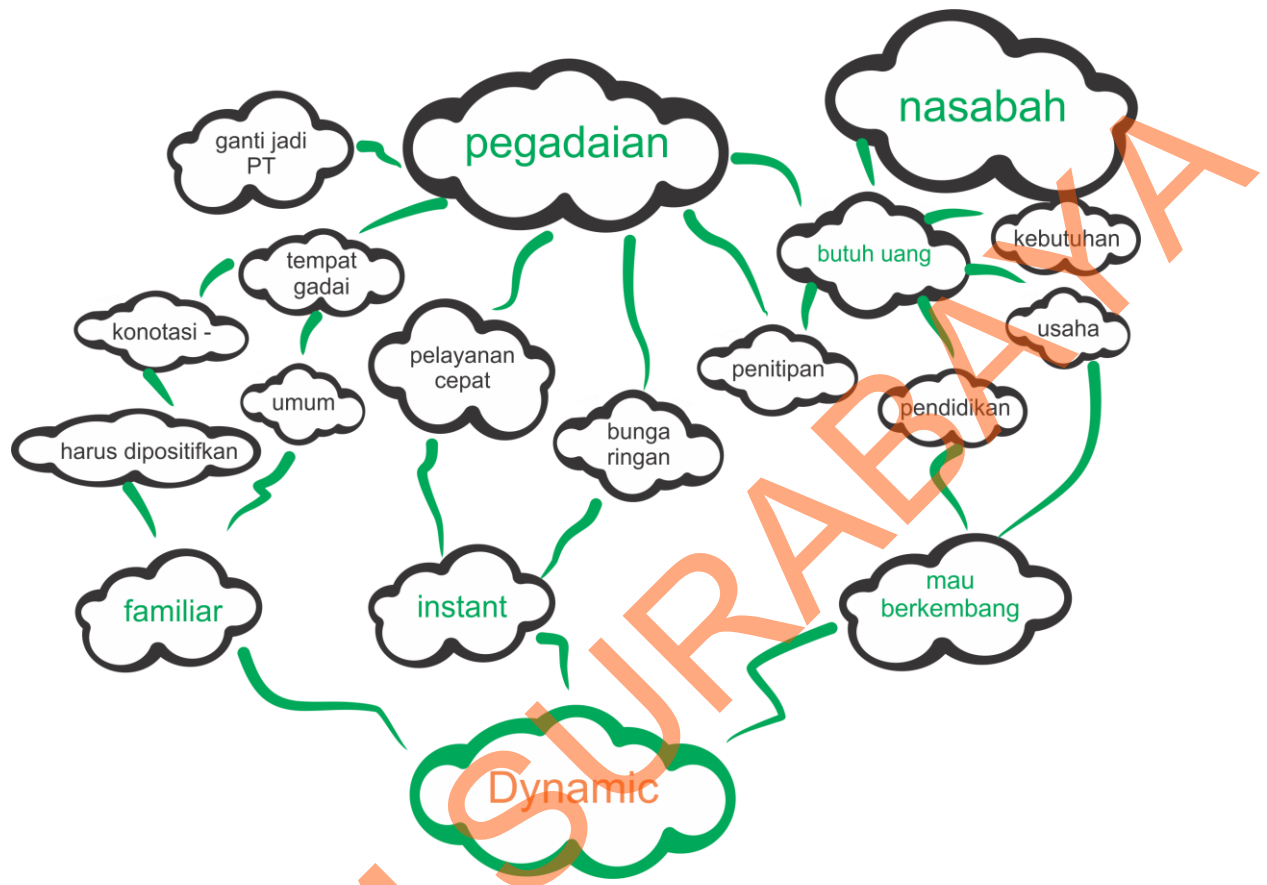 nasabah
pegadaian
ganti jadi
PT
kebutuhan
butuh uang
tempat
gadai
konotasi -
usaha
pelayanan
cepat
penitipan
umum
pendidikan
harus dipositifkan
bunga
ringan
familiar
instant
mau
berkembang
Dynamic
SURABAYA